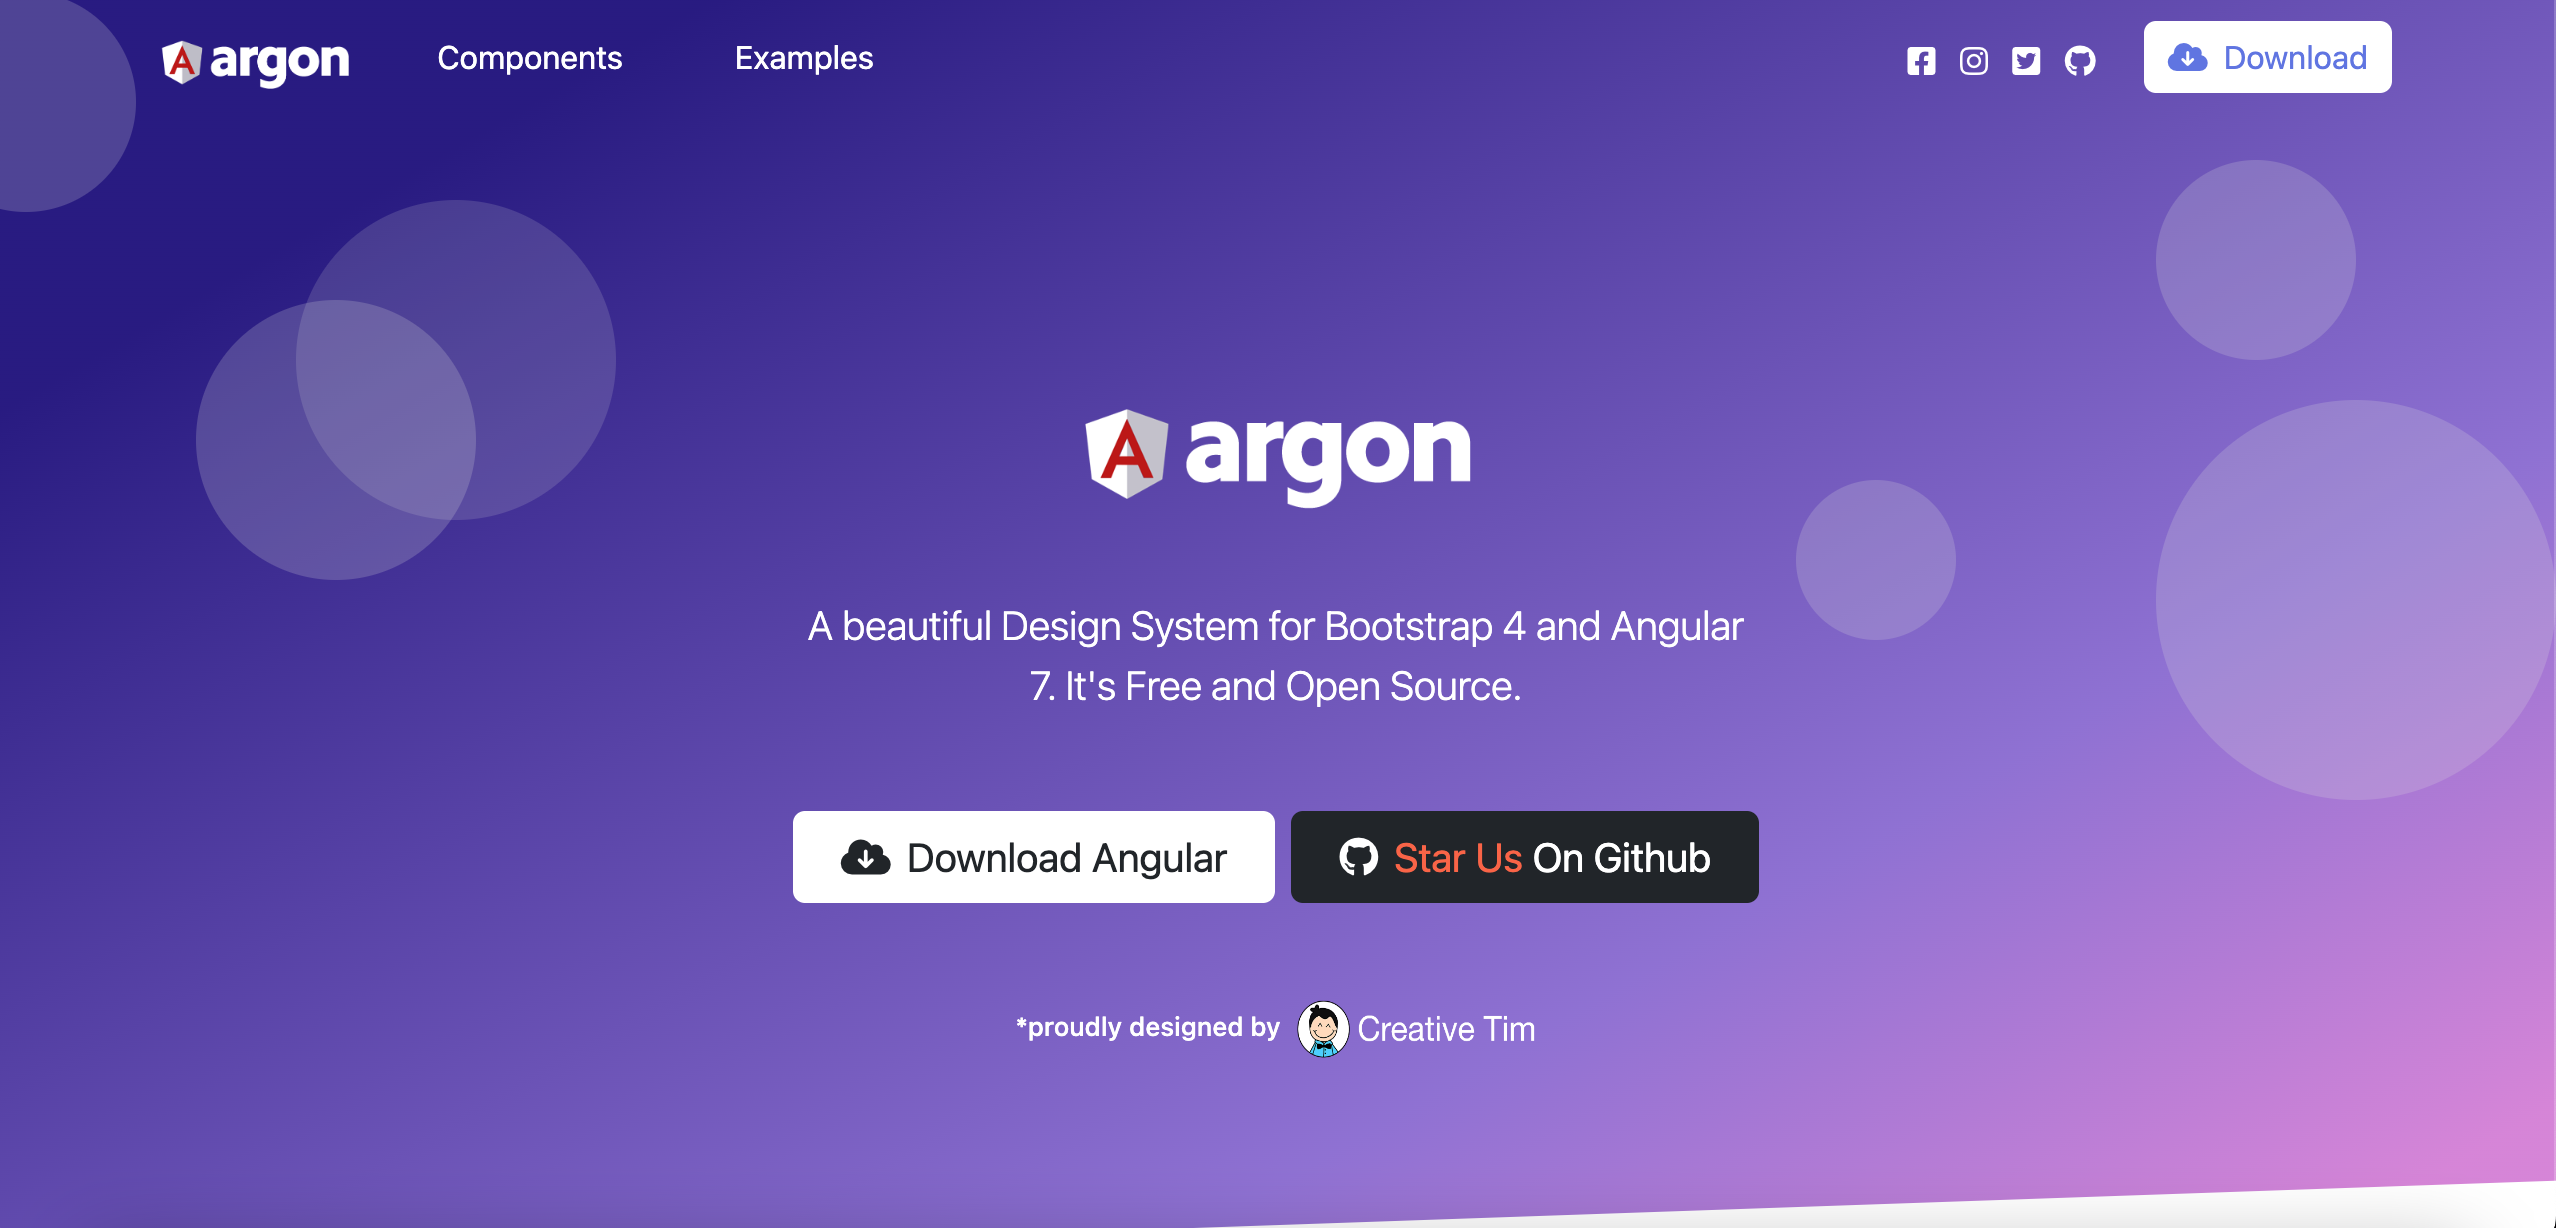 argon
Components
Examples
Download
argon
A beautiful Design System for Bootstrap 4 and Angular
7. It's Free and Open Source.
Download Angular
Star Us On Github
*proudly designed by Creative Tim